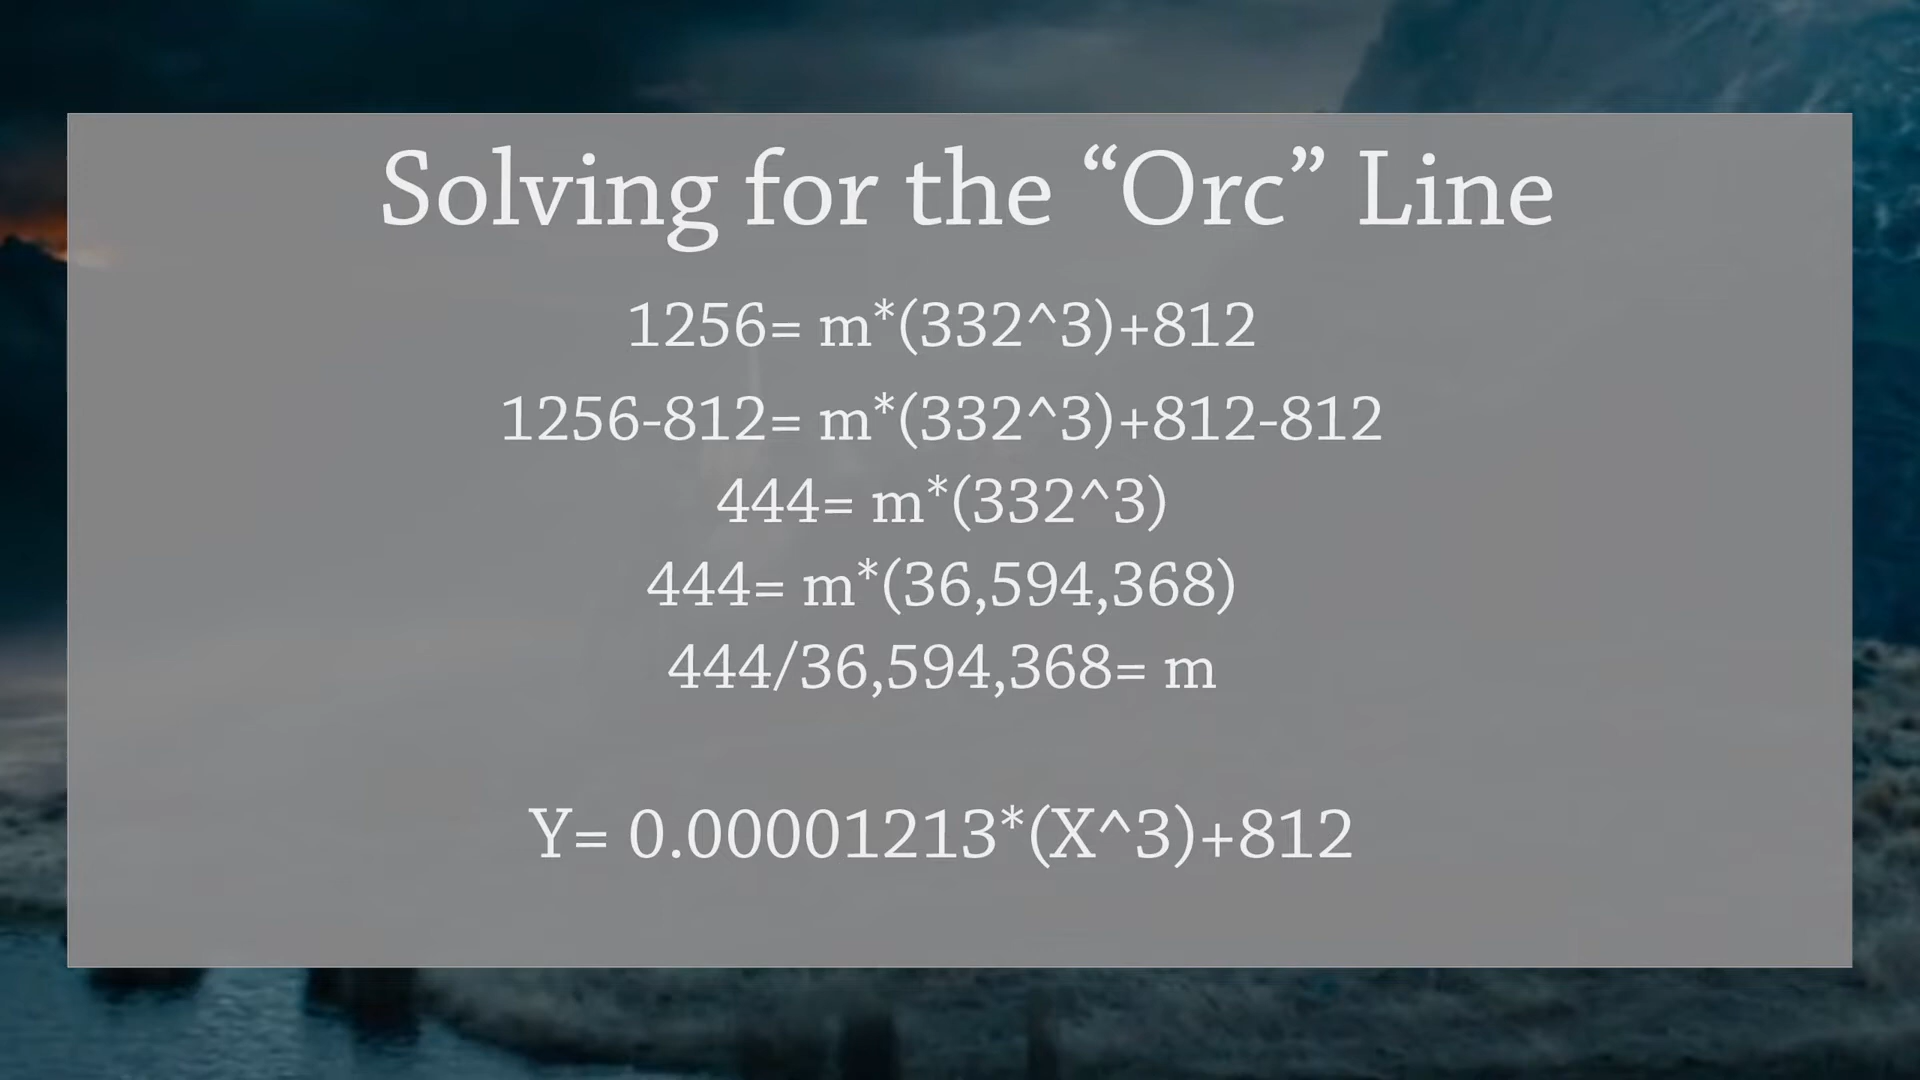 Solving for the “Orc” Line
1256= m*(332^3)+812
1256-812= m*(332^3)+812-812
444= m*(332^3)
444= m*(36,594,368)
444/36,594,368= m
Y= 0.00001213*(X^3)+812